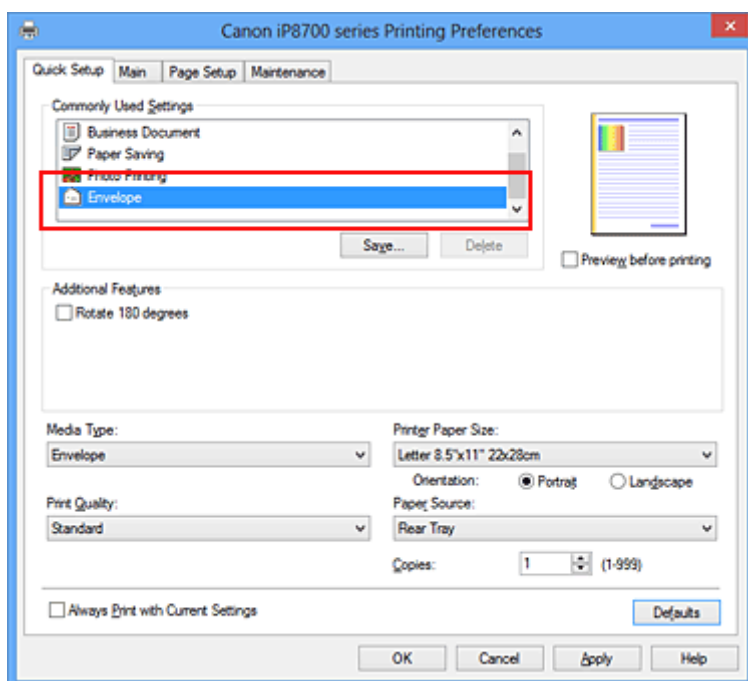 Canon iP8700 series Printing Preferences
Quick Setup Main Page Setup Maintenance
Commonly Used Settings
Business Document
Paper Saving
Photo Printing
Envelope
Save... Delete
Preview before printing
Additional Features
Rotate 180 degrees
Media Type: Printer Paper Size:
Envelope Letter 8.5"x11" 22x28cm
Orientation: Portrait Landscape
Print Quality: Paper Source:
Standard Rear Tray
Copies: 1 (1-999)
Always Print with Current Settings Defaults
OK Cancel Apply Help